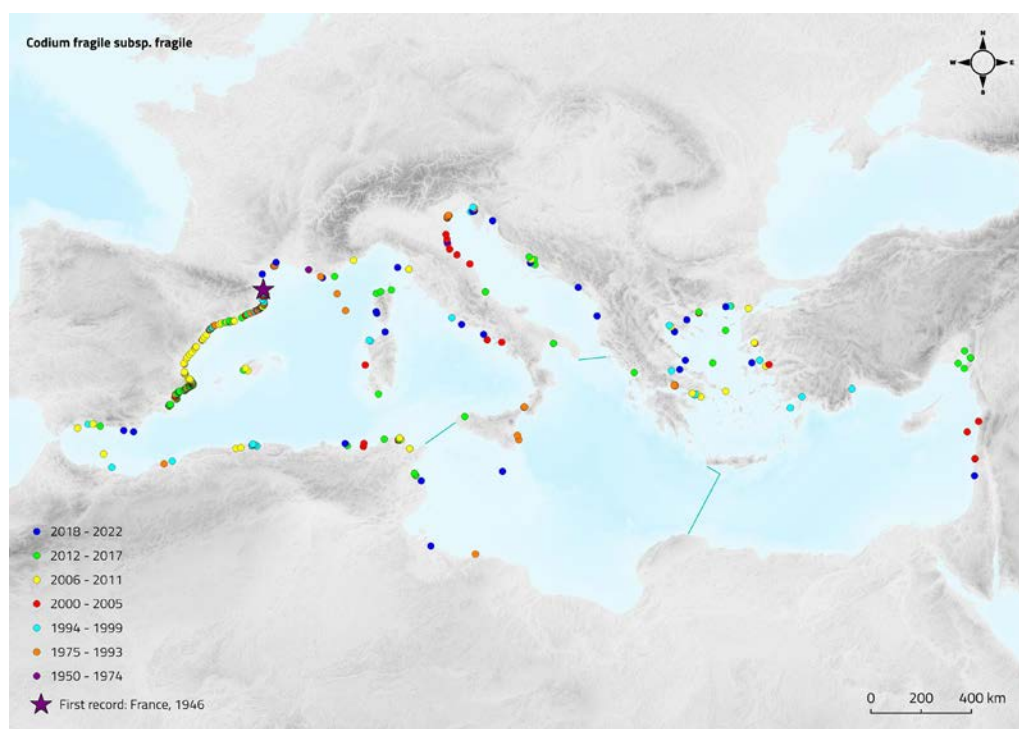 Codium fragile subsp. fragile
N
W E
S
2018 - 2022
2012 - 2017
2006 - 2011
2000 - 2005
1994 - 1999
1975 - 1993
1950 - 1974
First record: France, 1946
0 200 400 km